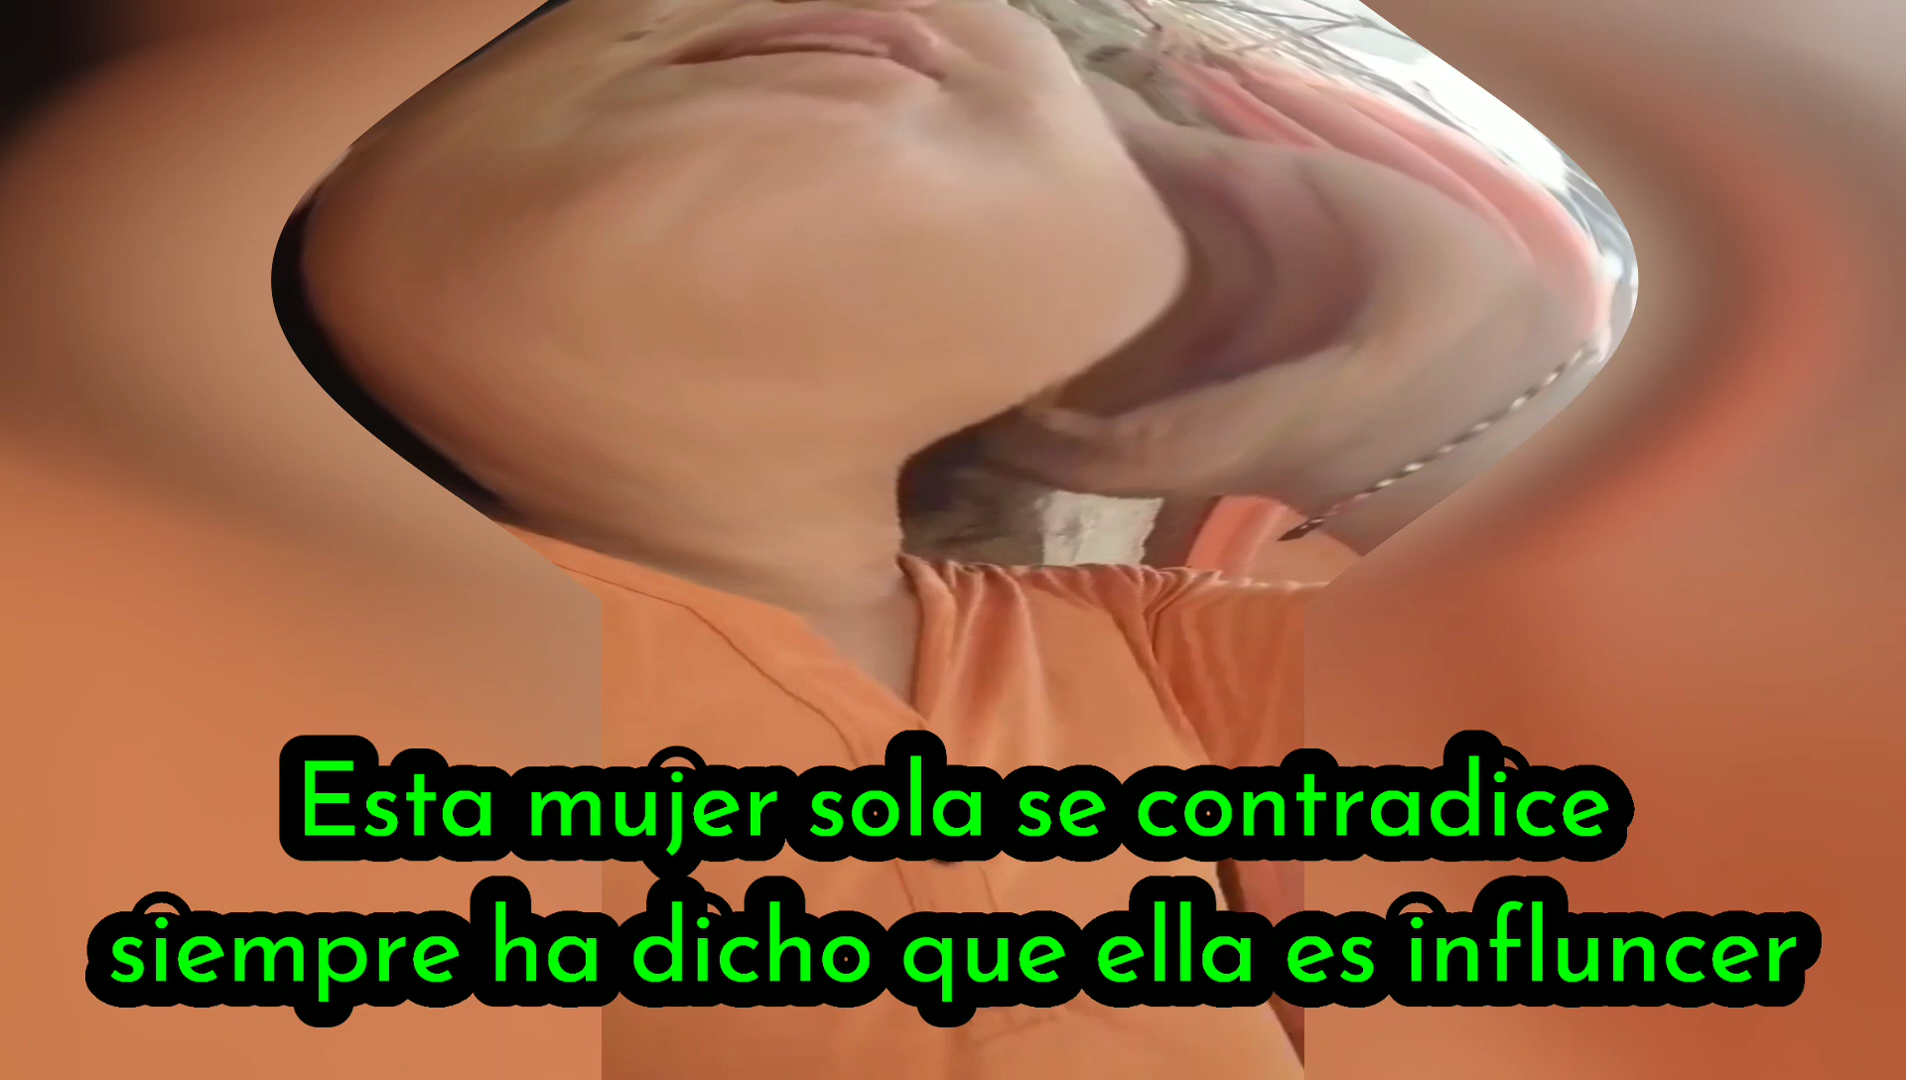 Esta mujer sola se contradice
siempre ha dicho que ella es influncer